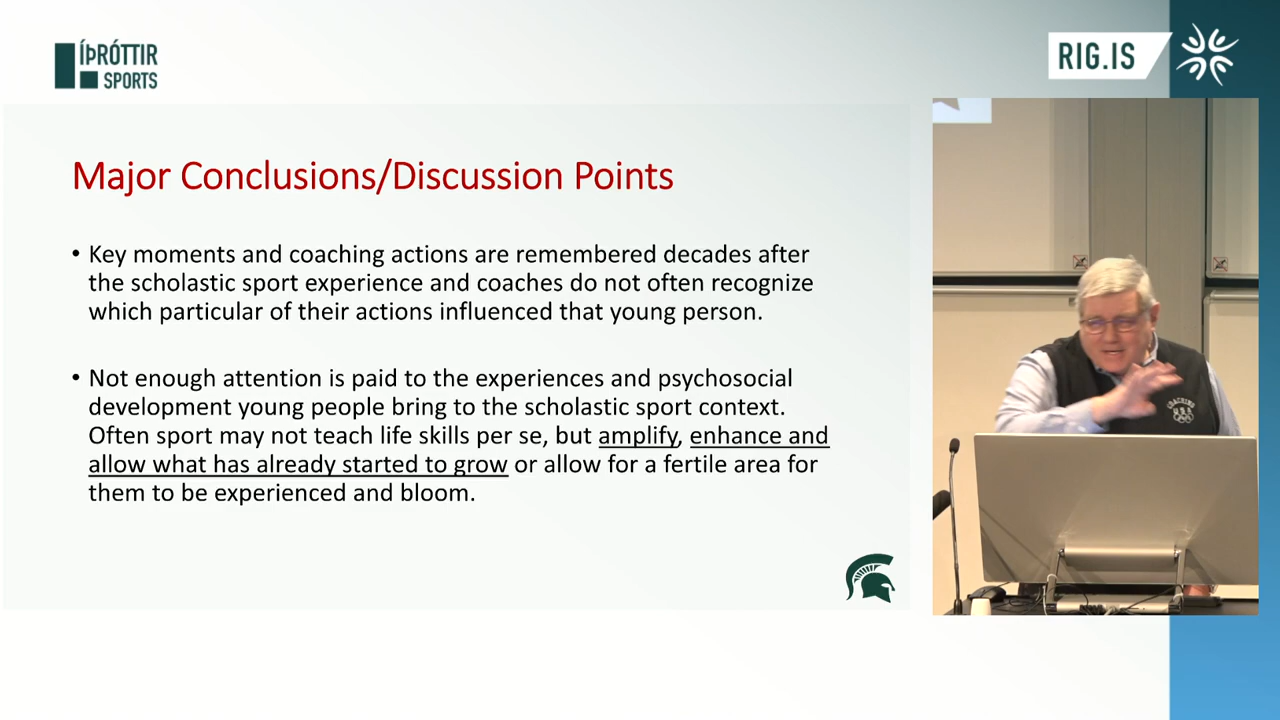 ÍÞRÓTTIR
SPORTS
RIG.IS
Major Conclusions/Discussion Points
• Key moments and coaching actions are remembered decades after
the scholastic sport experience and coaches do not often recognize
which particular of their actions influenced that young person.
• Not enough attention is paid to the experiences and psychosocial
development young people bring to the scholastic sport context.
Often sport may not teach life skills per se, but amplify, enhance and
allow what has already started to grow or allow for a fertile area for
them to be experienced and bloom.
COACHING
USA